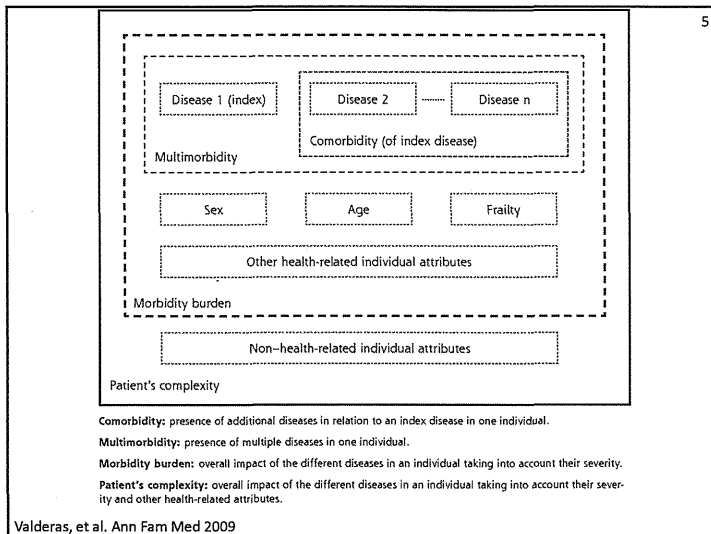 5
Disease 1 (index)
Disease 2
Disease n
Comorbidity (of index disease)
Multimorbidity
Sex
Age
Frailty
Other health-related individual attributes
Morbidity burden
Non–health-related individual attributes
Patient's complexity
Comorbidity: presence of additional diseases in relation to an index disease in one individual.
Multimorbidity: presence of multiple diseases in one individual.
Morbidity burden: overall impact of the different diseases in an individual taking into account their severity.
Patient's complexity: overall impact of the different diseases in an individual taking into account their sever-
ity and other health-related attributes.
Valderas, et al. Ann Fam Med 2009